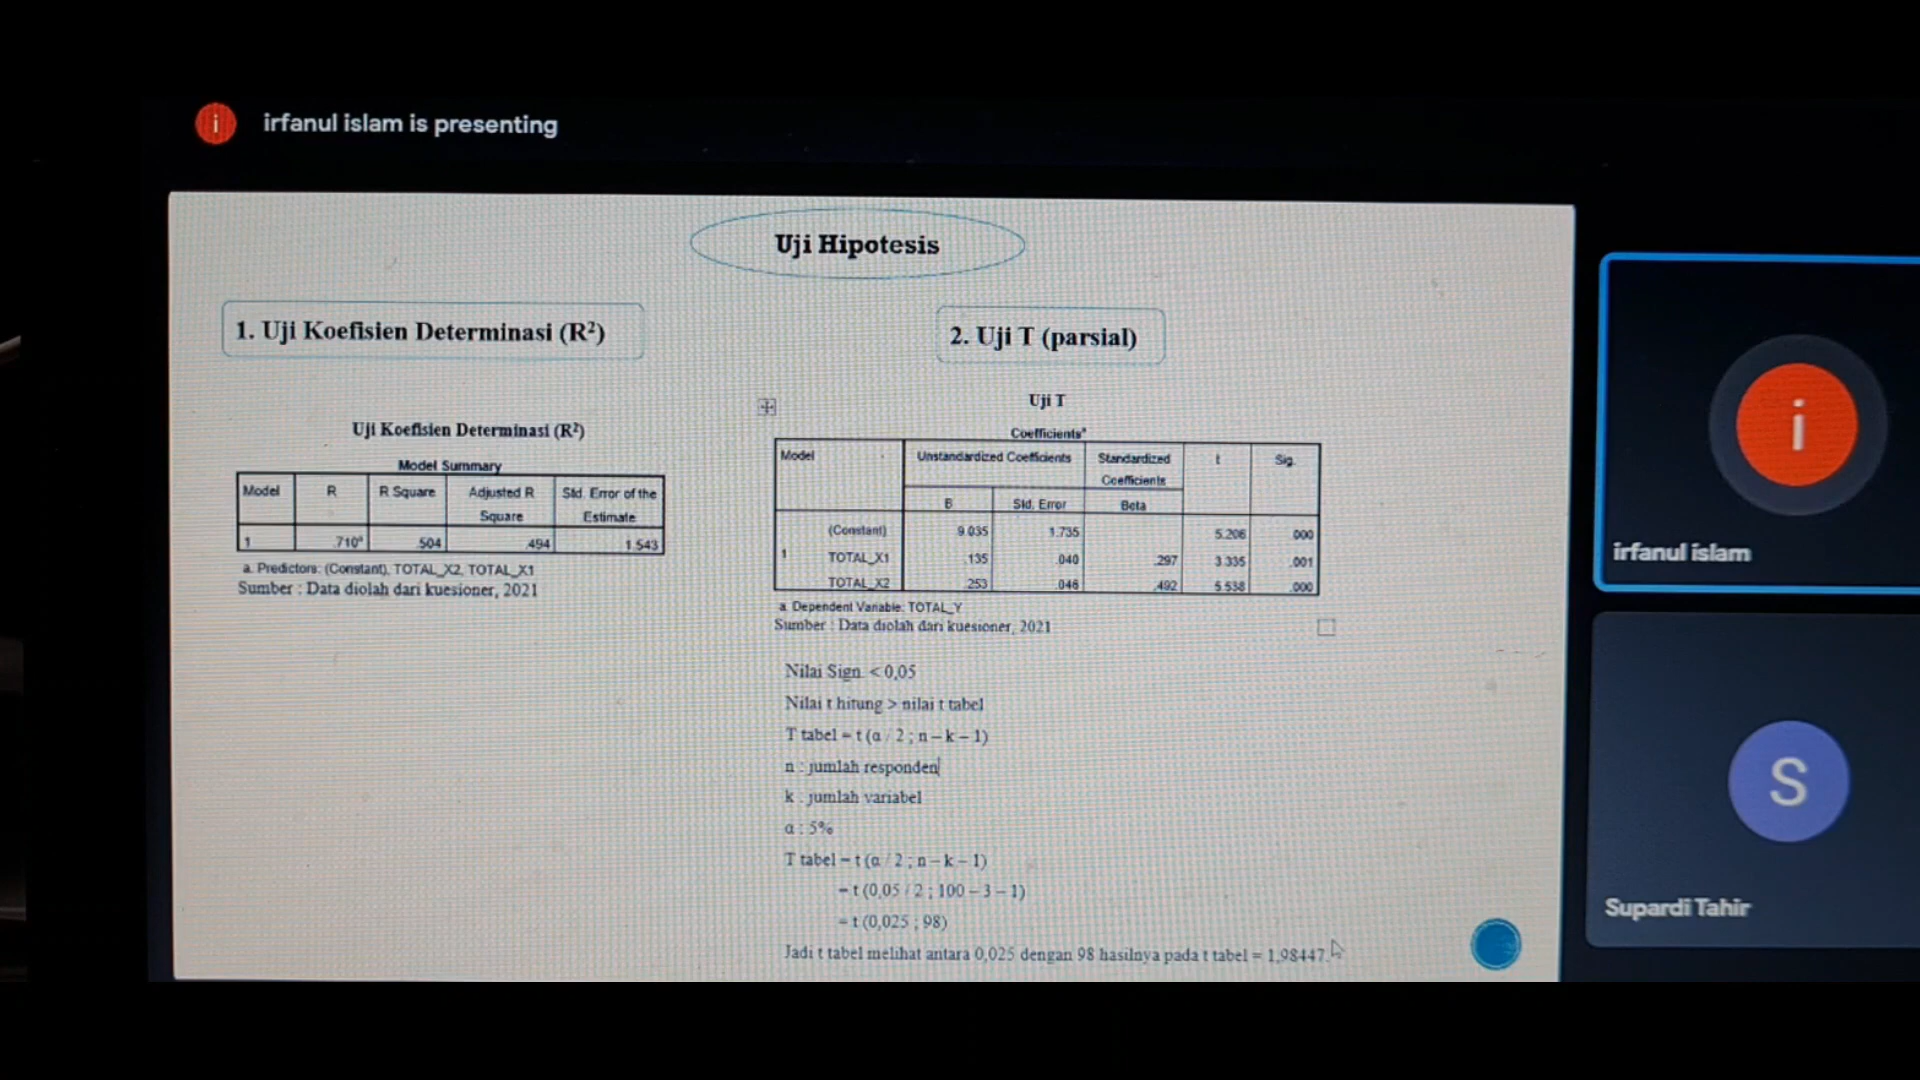 i
irfanul islam is presenting
Uji Hipotesis
1. Uji Koefisien Determinasi (R²)
Uji Koefisien Determinasi (R²)
Model Summary
Model R R Square Adjusted R Square Std. Error of the Estimate
1 .710ª .504 .494 1.543
a. Predictors: (Constant), TOTAL_X2, TOTAL_X1
Sumber : Data diolah dari kuesioner, 2021
2. Uji T (parsial)
Uji T
Coefficientsª
Model Unstandardized Coefficients Standardized Coefficients t Sig.
B Std. Error Beta
(Constant) 9.035 1.735 5.206 .000
1 TOTAL_X1 .135 .040 .297 3.335 .001
TOTAL_X2 .253 .046 .492 5.538 .000
a. Dependent Variable: TOTAL_Y
Sumber : Data diolah dari kuesioner, 2021
Nilai Sign. < 0,05
Nilai t hitung > nilai t tabel
T tabel = t (α / 2 ; n – k – 1)
n : jumlah responden
k : jumlah variabel
α : 5%
T tabel = t (α / 2 ; n – k – 1)
= t (0,05 / 2 ; 100 – 3 – 1)
= t (0,025 ; 98)
Jadi t tabel melihat antara 0,025 dengan 98 hasilnya pada t tabel = 1,98447.
i
irfanul islam
S
Supardi Tahir